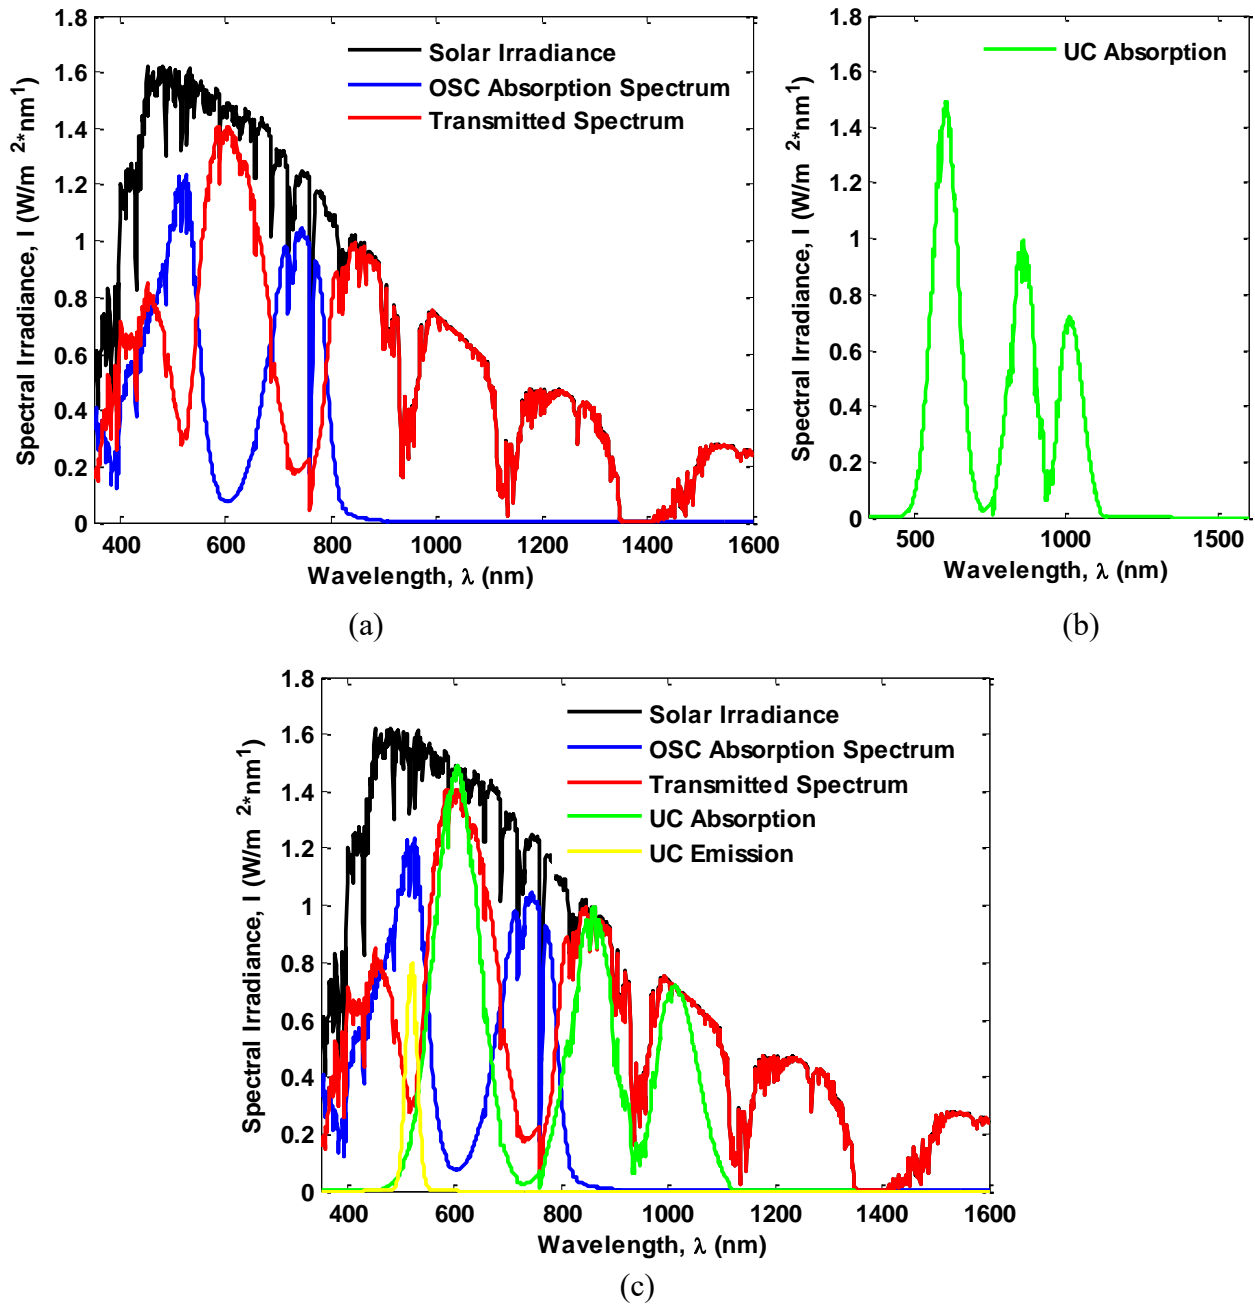 Solar Irradiance
OSC Absorption Spectrum
Transmitted Spectrum
Spectral Irradiance, I (W/m 2*nm1)
1.8
1.6
1.4
1.2
1
0.8
0.6
0.4
0.2
0
400 600 800 1000 1200 1400 1600
Wavelength, λ (nm)
(a)
UC Absorption
Spectral Irradiance, I (W/m 2*nm1)
1.8
1.6
1.4
1.2
1
0.8
0.6
0.4
0.2
0
500 1000 1500
Wavelength, λ (nm)
(b)
Solar Irradiance
OSC Absorption Spectrum
Transmitted Spectrum
UC Absorption
UC Emission
Spectral Irradiance, I (W/m 2*nm1)
1.8
1.6
1.4
1.2
1
0.8
0.6
0.4
0.2
0
400 600 800 1000 1200 1400 1600
Wavelength, λ (nm)
(c)